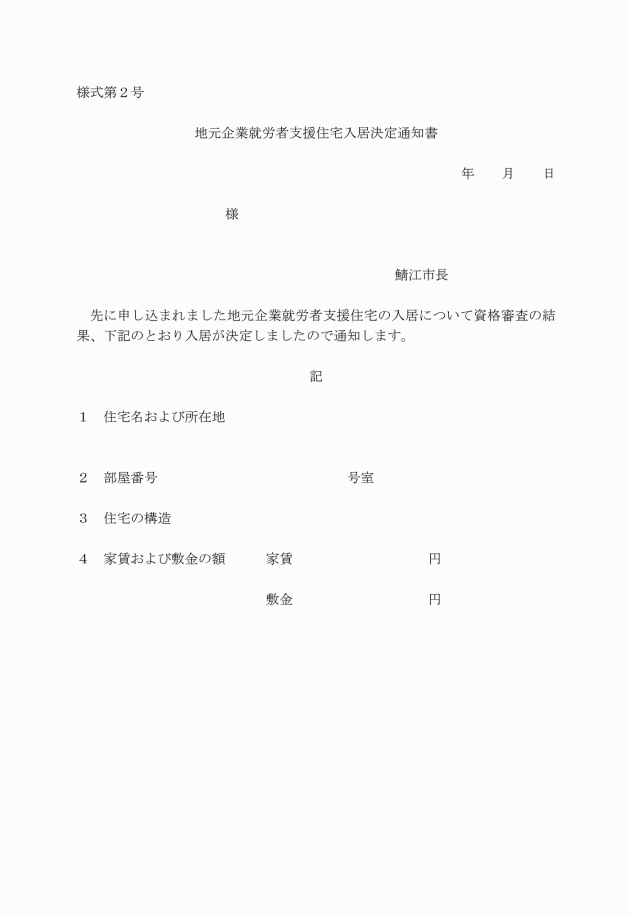 様式第２号
地元企業就労者支援住宅入居決定通知書
年　　月　　日
様
鯖江市長
　先に申し込まれました地元企業就労者支援住宅の入居について資格審査の結
果、下記のとおり入居が決定しましたので通知します。
記
１　住宅名および所在地
２　部屋番号　　　　　　　　　　　　　　号室
３　住宅の構造
４　家賃および敷金の額　　　家賃　　　　　　　　　　円
敷金　　　　　　　　　　円